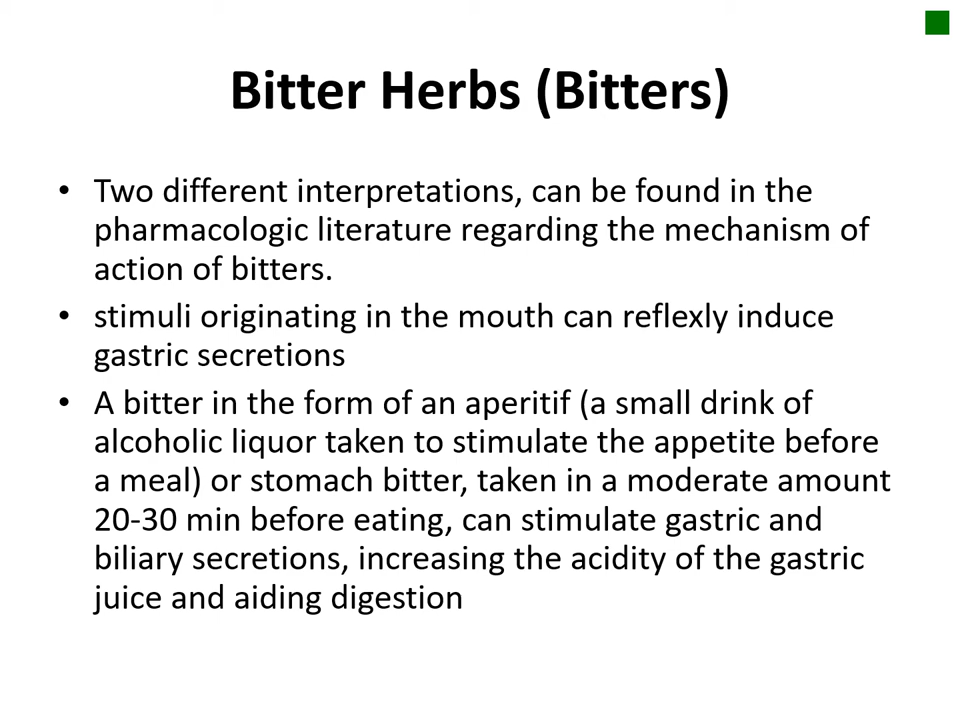 Bitter Herbs (Bitters)
• Two different interpretations, can be found in the
pharmacologic literature regarding the mechanism of
action of bitters.
• stimuli originating in the mouth can reflexly induce
gastric secretions
• A bitter in the form of an aperitif (a small drink of
alcoholic liquor taken to stimulate the appetite before
a meal) or stomach bitter, taken in a moderate amount
20-30 min before eating, can stimulate gastric and
biliary secretions, increasing the acidity of the gastric
juice and aiding digestion